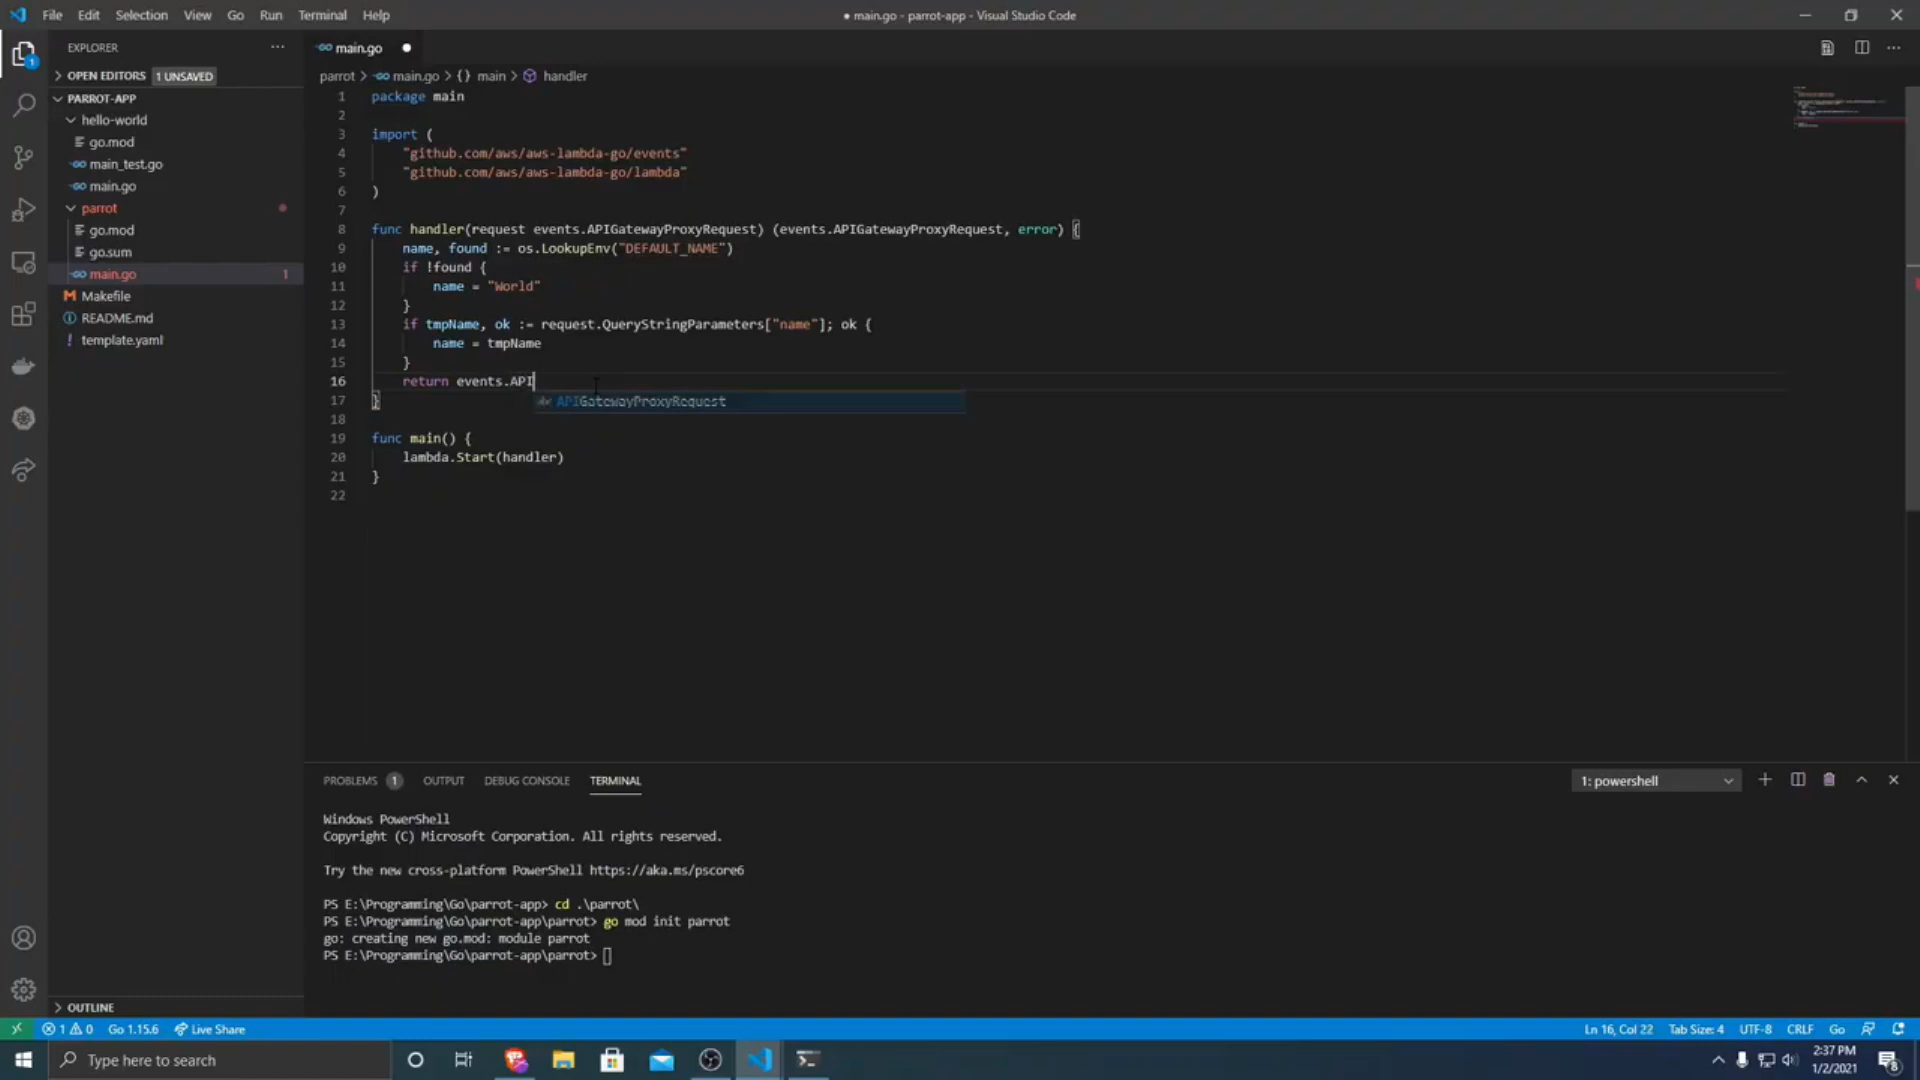 File Edit Selection View Go Run Terminal Help
● main.go - parrot-app - Visual Studio Code
EXPLORER
OPEN EDITORS 1 UNSAVED
PARROT-APP
hello-world
go.mod
main_test.go
main.go
parrot
go.mod
go.sum
main.go 1
Makefile
README.md
template.yaml
OUTLINE
main.go
parrot > main.go > {} main > handler
1 package main
2
3 import (
4 "github.com/aws/aws-lambda-go/events"
5 "github.com/aws/aws-lambda-go/lambda"
6 )
7
8 func handler(request events.APIGatewayProxyRequest) (events.APIGatewayProxyRequest, error) {
9 name, found := os.LookupEnv("DEFAULT_NAME")
10 if !found {
11 name = "World"
12 }
13 if tmpName, ok := request.QueryStringParameters["name"]; ok {
14 name = tmpName
15 }
16 return events.API
abc APIGatewayProxyRequest
17 }
18
19 func main() {
20 lambda.Start(handler)
21 }
22
PROBLEMS 1 OUTPUT DEBUG CONSOLE TERMINAL
1: powershell
Windows PowerShell
Copyright (C) Microsoft Corporation. All rights reserved.
Try the new cross-platform PowerShell https://aka.ms/pscore6
PS E:\Programming\Go\parrot-app> cd .\parrot\
PS E:\Programming\Go\parrot-app\parrot> go mod init parrot
go: creating new go.mod: module parrot
PS E:\Programming\Go\parrot-app\parrot>
1 0 Go 1.15.6 Live Share
Ln 16, Col 22 Tab Size: 4 UTF-8 CRLF Go
Type here to search
2:37 PM
1/2/2021
8